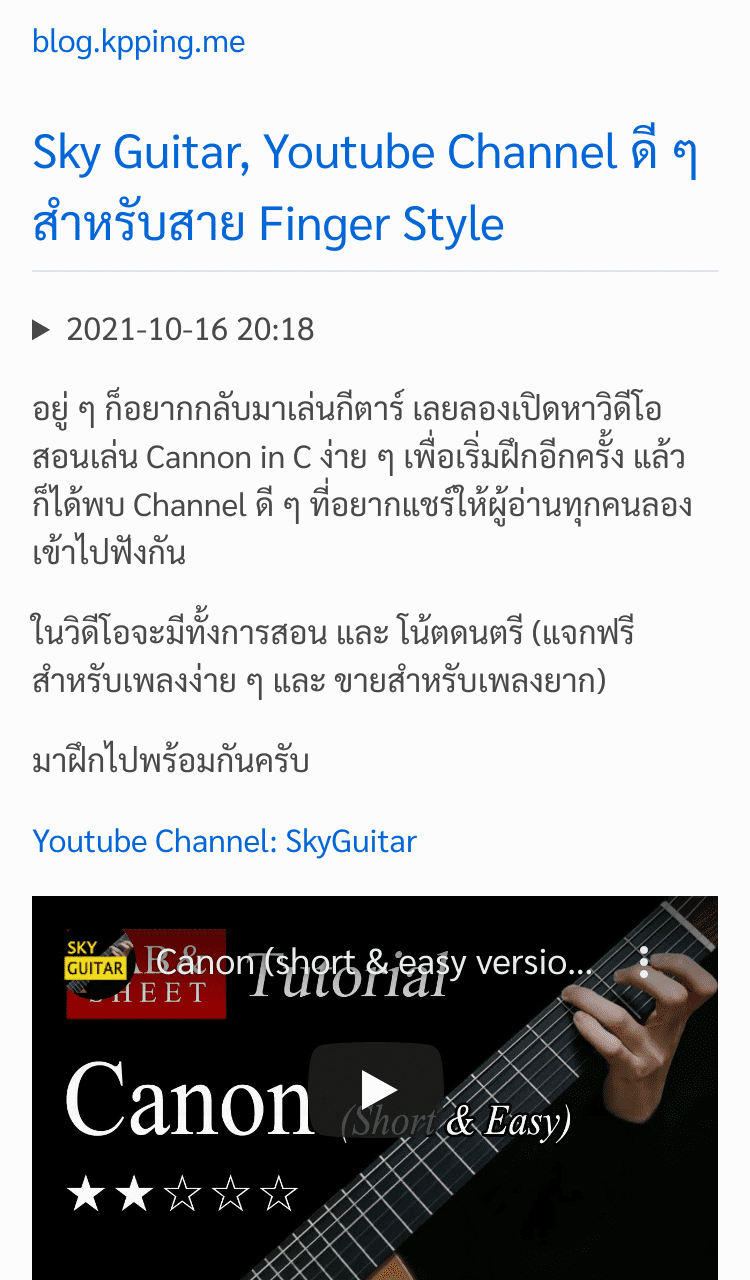 blog.kpping.me
Sky Guitar, Youtube Channel ดี ๆ
สำหรับสาย Finger Style
2021-10-16 20:18
อยู่ ๆ ก็อยากกลับมาเล่นกีตาร์ เลยลองเปิดหาวิดีโอ
สอนเล่น Cannon in C ง่าย ๆ เพื่อเริ่มฝึกอีกครั้ง แล้ว
ก็ได้พบ Channel ดี ๆ ที่อยากแชร์ให้ผู้อ่านทุกคนลอง
เข้าไปฟังกัน
ในวิดีโอจะมีทั้งการสอน และ โน้ตดนตรี (แจกฟรี
สำหรับเพลงง่าย ๆ และ ขายสำหรับเพลงยาก)
มาฝึกไปพร้อมกันครับ
Youtube Channel: SkyGuitar
SKY
GUITAR
Canon (short & easy versio...
SHEET
Tutorial
Canon (Short & Easy)
★★☆☆☆